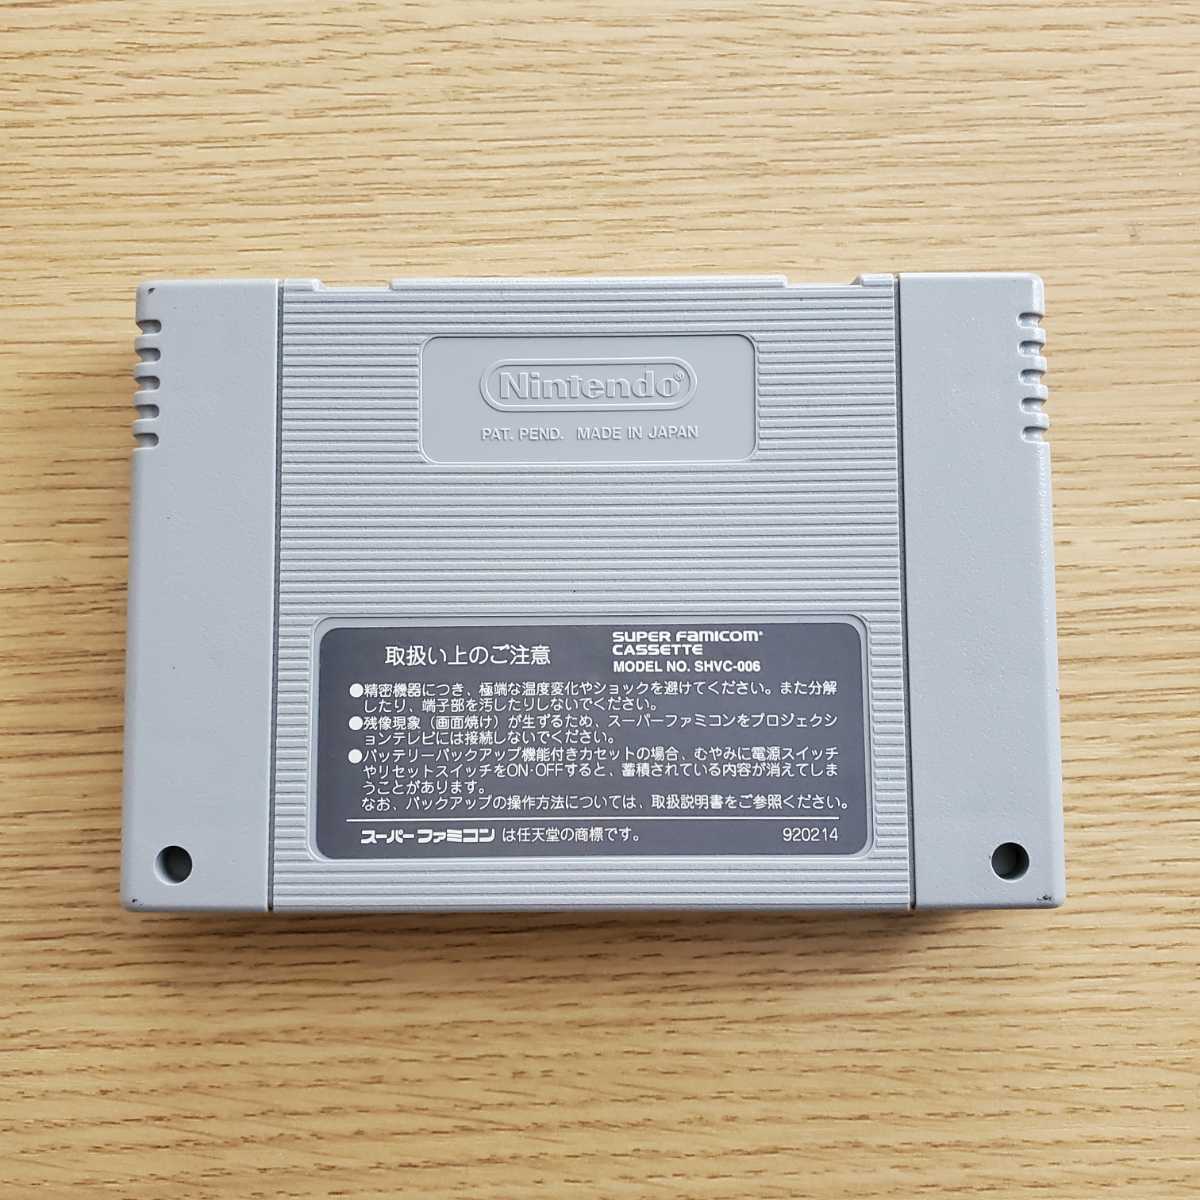 Nintendo®
PAT. PEND. MADE IN JAPAN
取扱い上のご注意
SUPER FAMICOM®
CASSETTE
MODEL NO. SHVC-006
●精密機器につき、極端な温度変化やショックを避けてください。また分解
したり、端子部を汚したりしないでください。
●残像現象（画面焼け）が生ずるため、スーパーファミコンをプロジェクシ
ョンテレビには接続しないでください。
●バッテリーバックアップ機能付きカセットの場合、むやみに電源スイッチ
やリセットスイッチをON・OFFすると、蓄積されている内容が消えてしま
うことがあります。
なお、バックアップの操作方法については、取扱説明書をご参照ください。
スーパーファミコン は任天堂の商標です。 920214